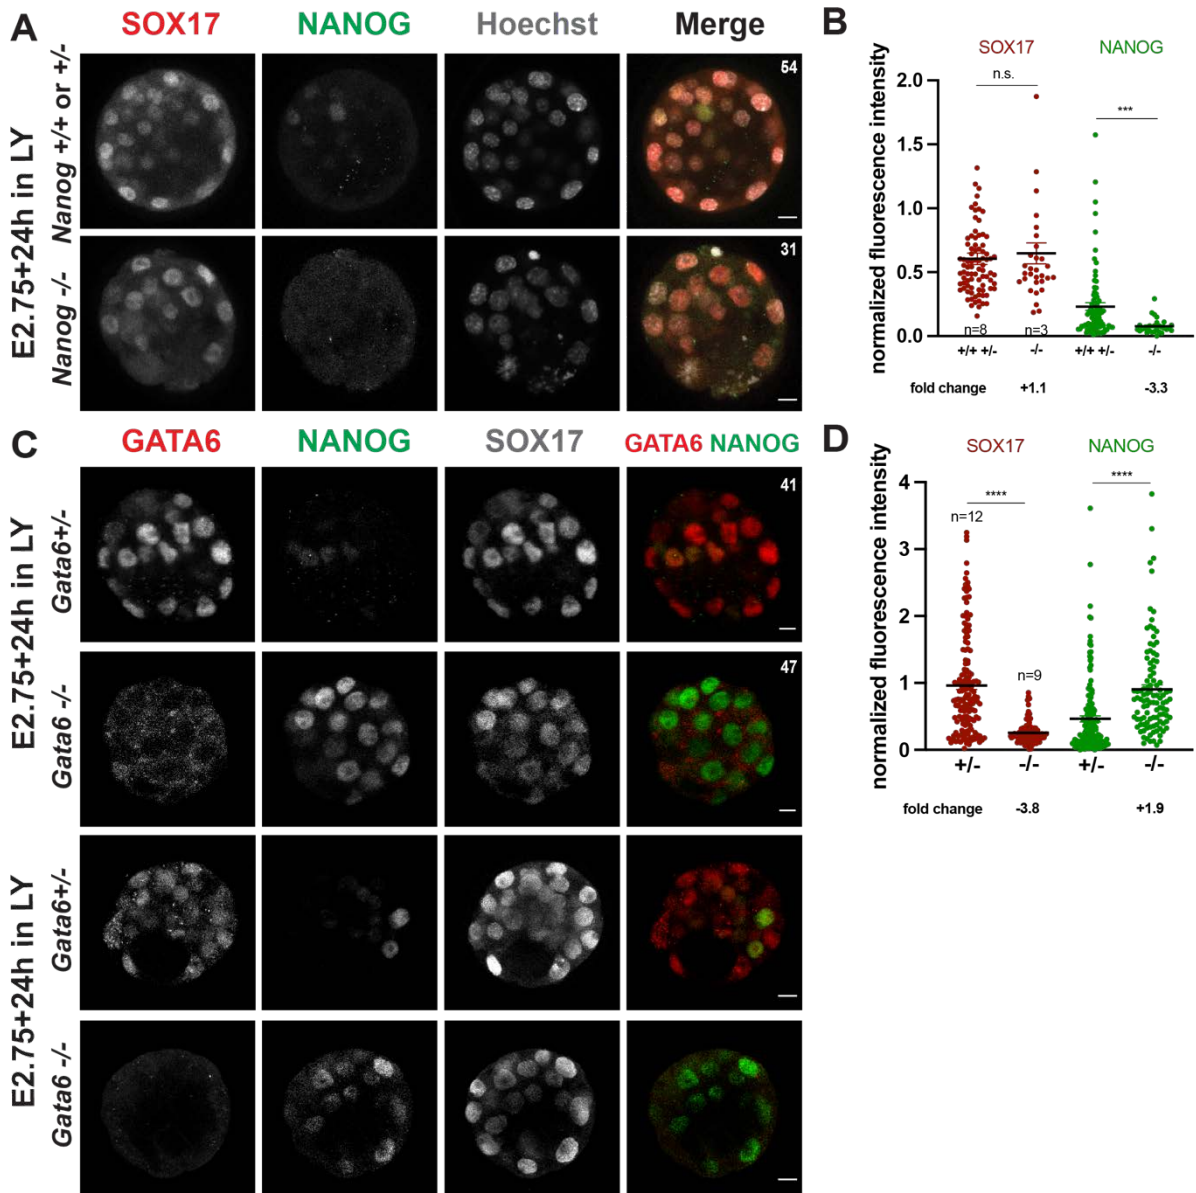 A
SOX17 NANOG Hoechst Merge
E2.75+24h in LY
Nanog +/+ or +/-
54
Nanog -/-
31
B
SOX17 NANOG
n.s.
***
normalized fluorescence intensity
2.0
1.5
1.0
0.5
0.0
n=8 n=3
+/+ +/- -/- +/+ +/- -/-
fold change +1.1 -3.3
C
GATA6 NANOG SOX17 GATA6 NANOG
E2.75+24h in LY
Gata6+/-
41
Gata6 -/-
47
E2.75+24h in LY
Gata6+/-
Gata6 -/-
D
SOX17 NANOG
**** ****
normalized fluorescence intensity
4
3
2
1
0
n=12
n=9
+/- -/- +/- -/-
fold change -3.8 +1.9